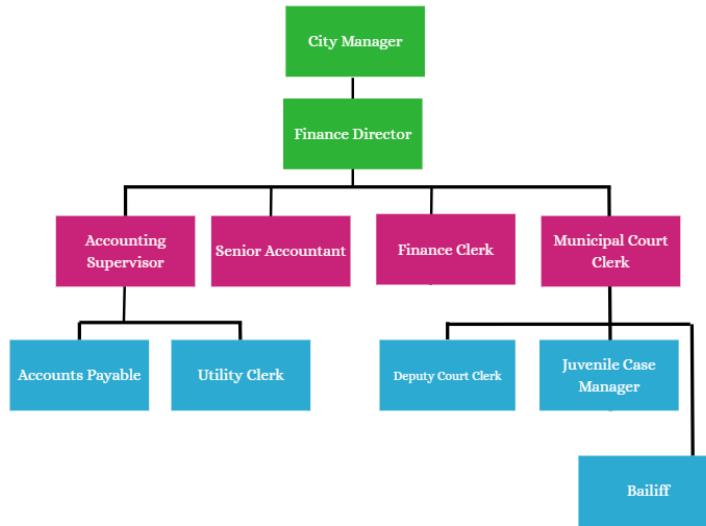 City Manager
Finance Director
Accounting
Supervisor
Senior Accountant
Finance Clerk
Municipal Court
Clerk
Accounts Payable
Utility Clerk
Deputy Court Clerk
Juvenile Case
Manager
Bailiff